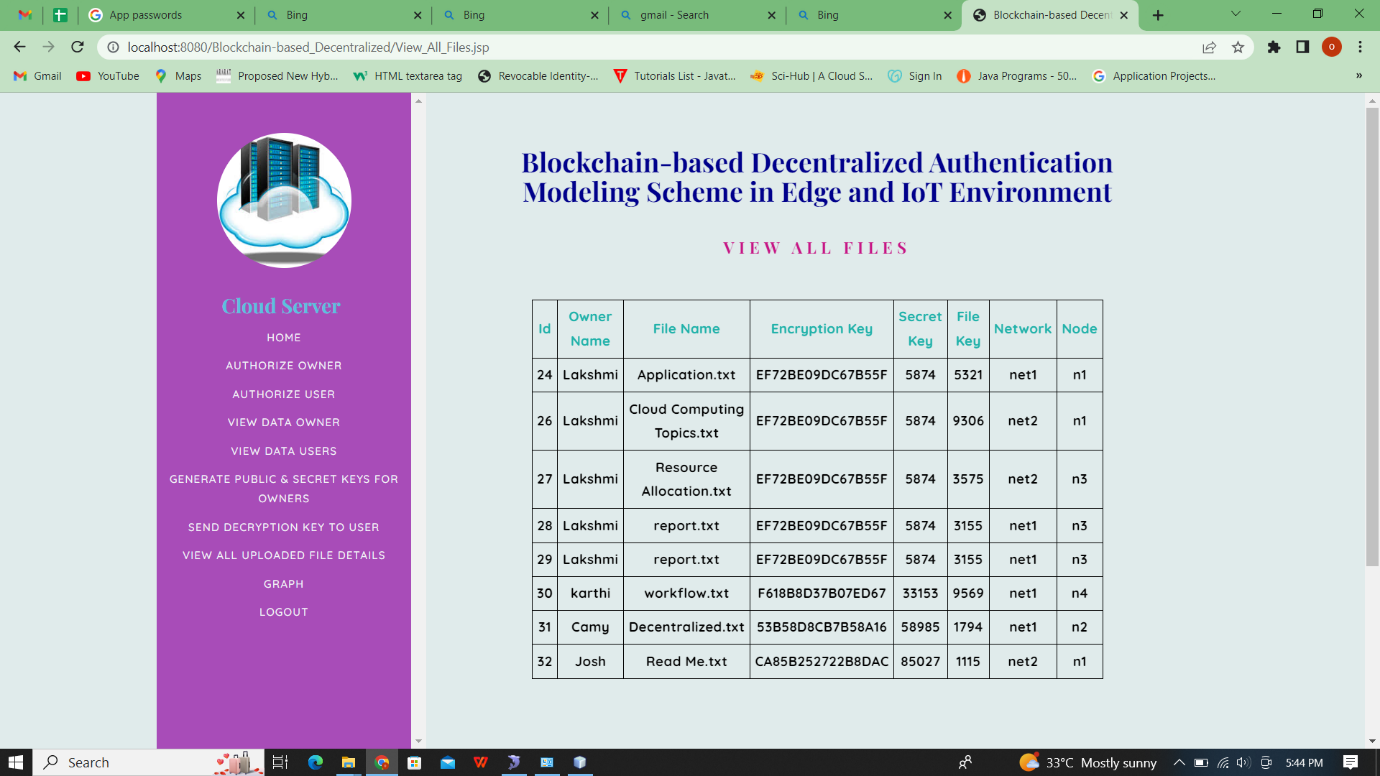 App passwords
Bing
Bing
gmail - Search
Bing
Blockchain-based Decent
localhost:8080/Blockchain-based_Decentralized/View_All_Files.jsp
O
Gmail
YouTube
Maps
Proposed New Hyb...
HTML textarea tag
Revocable Identity-...
Tutorials List - Javat...
Sci-Hub | A Cloud S...
Sign In
Java Programs - 50...
Application Projects...
»
Cloud Server
HOME
AUTHORIZE OWNER
AUTHORIZE USER
VIEW DATA OWNER
VIEW DATA USERS
GENERATE PUBLIC & SECRET KEYS FOR
OWNERS
SEND DECRYPTION KEY TO USER
VIEW ALL UPLOADED FILE DETAILS
GRAPH
LOGOUT
Blockchain-based Decentralized Authentication
Modeling Scheme in Edge and IoT Environment
VIEW ALL FILES
Id Owner Name File Name Encryption Key Secret Key File Key Network Node
24 Lakshmi Application.txt EF72BE09DC67B55F 5874 5321 net1 n1
26 Lakshmi Cloud Computing Topics.txt EF72BE09DC67B55F 5874 9306 net2 n1
27 Lakshmi Resource Allocation.txt EF72BE09DC67B55F 5874 3575 net2 n3
28 Lakshmi report.txt EF72BE09DC67B55F 5874 3155 net1 n3
29 Lakshmi report.txt EF72BE09DC67B55F 5874 3155 net1 n3
30 karthi workflow.txt F618B8D37B07ED67 33153 9569 net1 n4
31 Camy Decentralized.txt 53B58D8CB7B58A16 58985 1794 net1 n2
32 Josh Read Me.txt CA85B252722B8DAC 85027 1115 net2 n1
Search
33°C Mostly sunny
5:44 PM